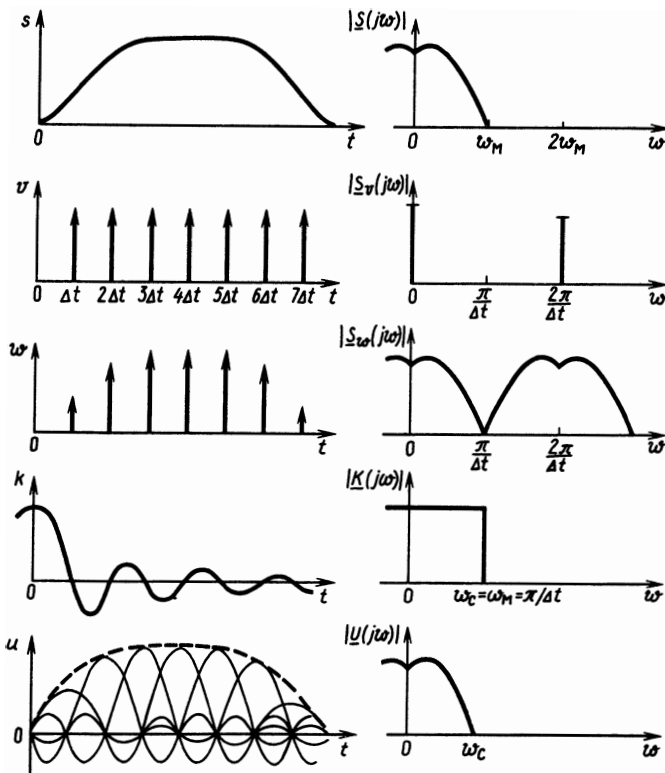 s
|S(jω)|
0
t
0
ω_M
2ω_M
ω
v
|S_v(jω)|
0
Δt
2Δt
3Δt
4Δt
5Δt
6Δt
7Δt
t
0
π/Δt
2π/Δt
ω
w
|S_w(jω)|
0
t
0
π/Δt
2π/Δt
ω
k
|K(jω)|
0
t
0
ω_C=ω_M=π/Δt
ω
u
|U(jω)|
0
t
0
ω_C
ω